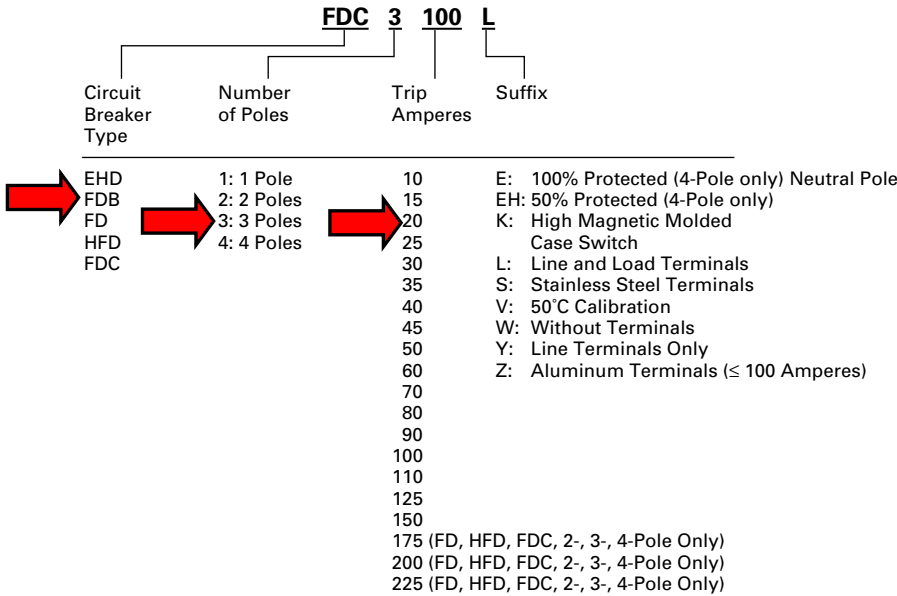 FDC 3 100 L
Circuit Breaker Type
Number of Poles
Trip Amperes
Suffix
EHD
FDB
FD
HFD
FDC
1: 1 Pole
2: 2 Poles
3: 3 Poles
4: 4 Poles
10
15
20
25
30
35
40
45
50
60
70
80
90
100
110
125
150
175 (FD, HFD, FDC, 2-, 3-, 4-Pole Only)
200 (FD, HFD, FDC, 2-, 3-, 4-Pole Only)
225 (FD, HFD, FDC, 2-, 3-, 4-Pole Only)
E: 100% Protected (4-Pole only) Neutral Pole
EH: 50% Protected (4-Pole only)
K: High Magnetic Molded
Case Switch
L: Line and Load Terminals
S: Stainless Steel Terminals
V: 50˚C Calibration
W: Without Terminals
Y: Line Terminals Only
Z: Aluminum Terminals (≤ 100 Amperes)